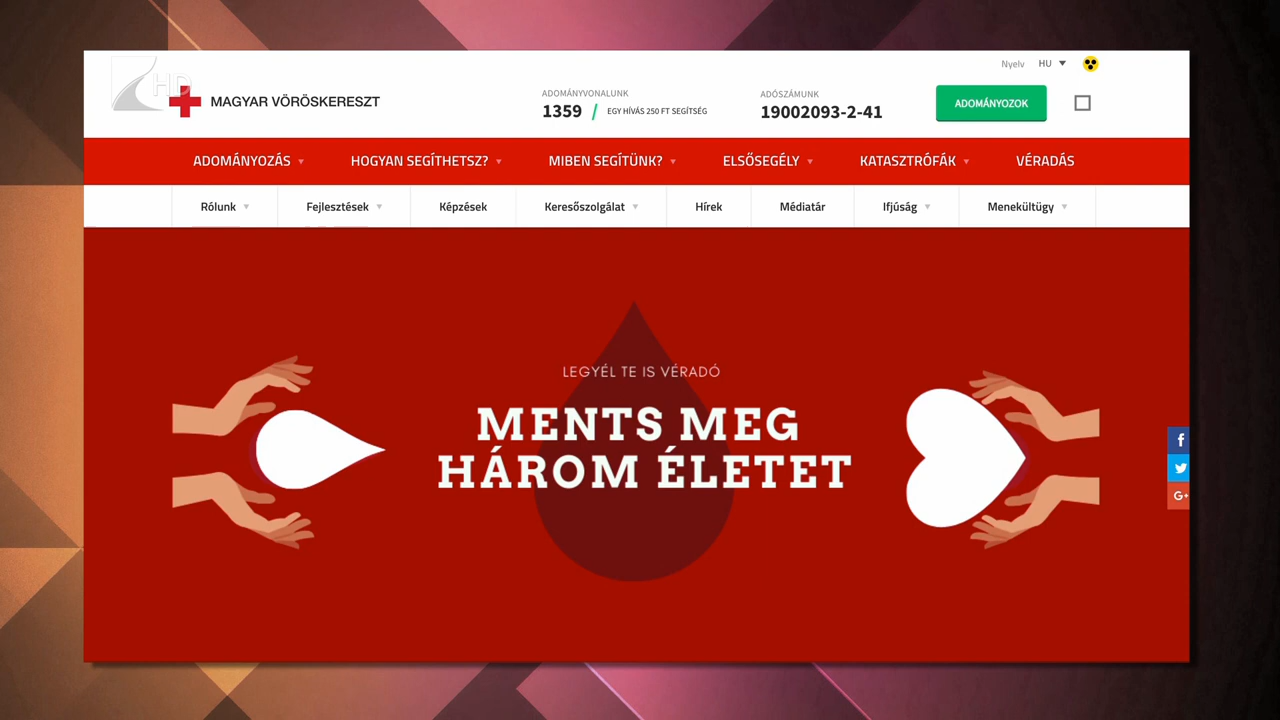 Nyelv HU
HD
MAGYAR VÖRÖSKERESZT
ADOMÁNYVONALUNK
1359 / EGY HÍVÁS 250 FT SEGÍTSÉG
ADÓSZÁMUNK
19002093-2-41
ADOMÁNYOZOK
ADOMÁNYOZÁS HOGYAN SEGÍTHETSZ? MIBEN SEGÍTÜNK? ELSŐSEGÉLY KATASZTRÓFÁK VÉRADÁS
Rólunk Fejlesztések Képzések Keresőszolgálat Hírek Médiatár Ifjúság Menekültügy
LEGYÉL TE IS VÉRADÓ
MENTS MEG
HÁROM ÉLETET
f
G+